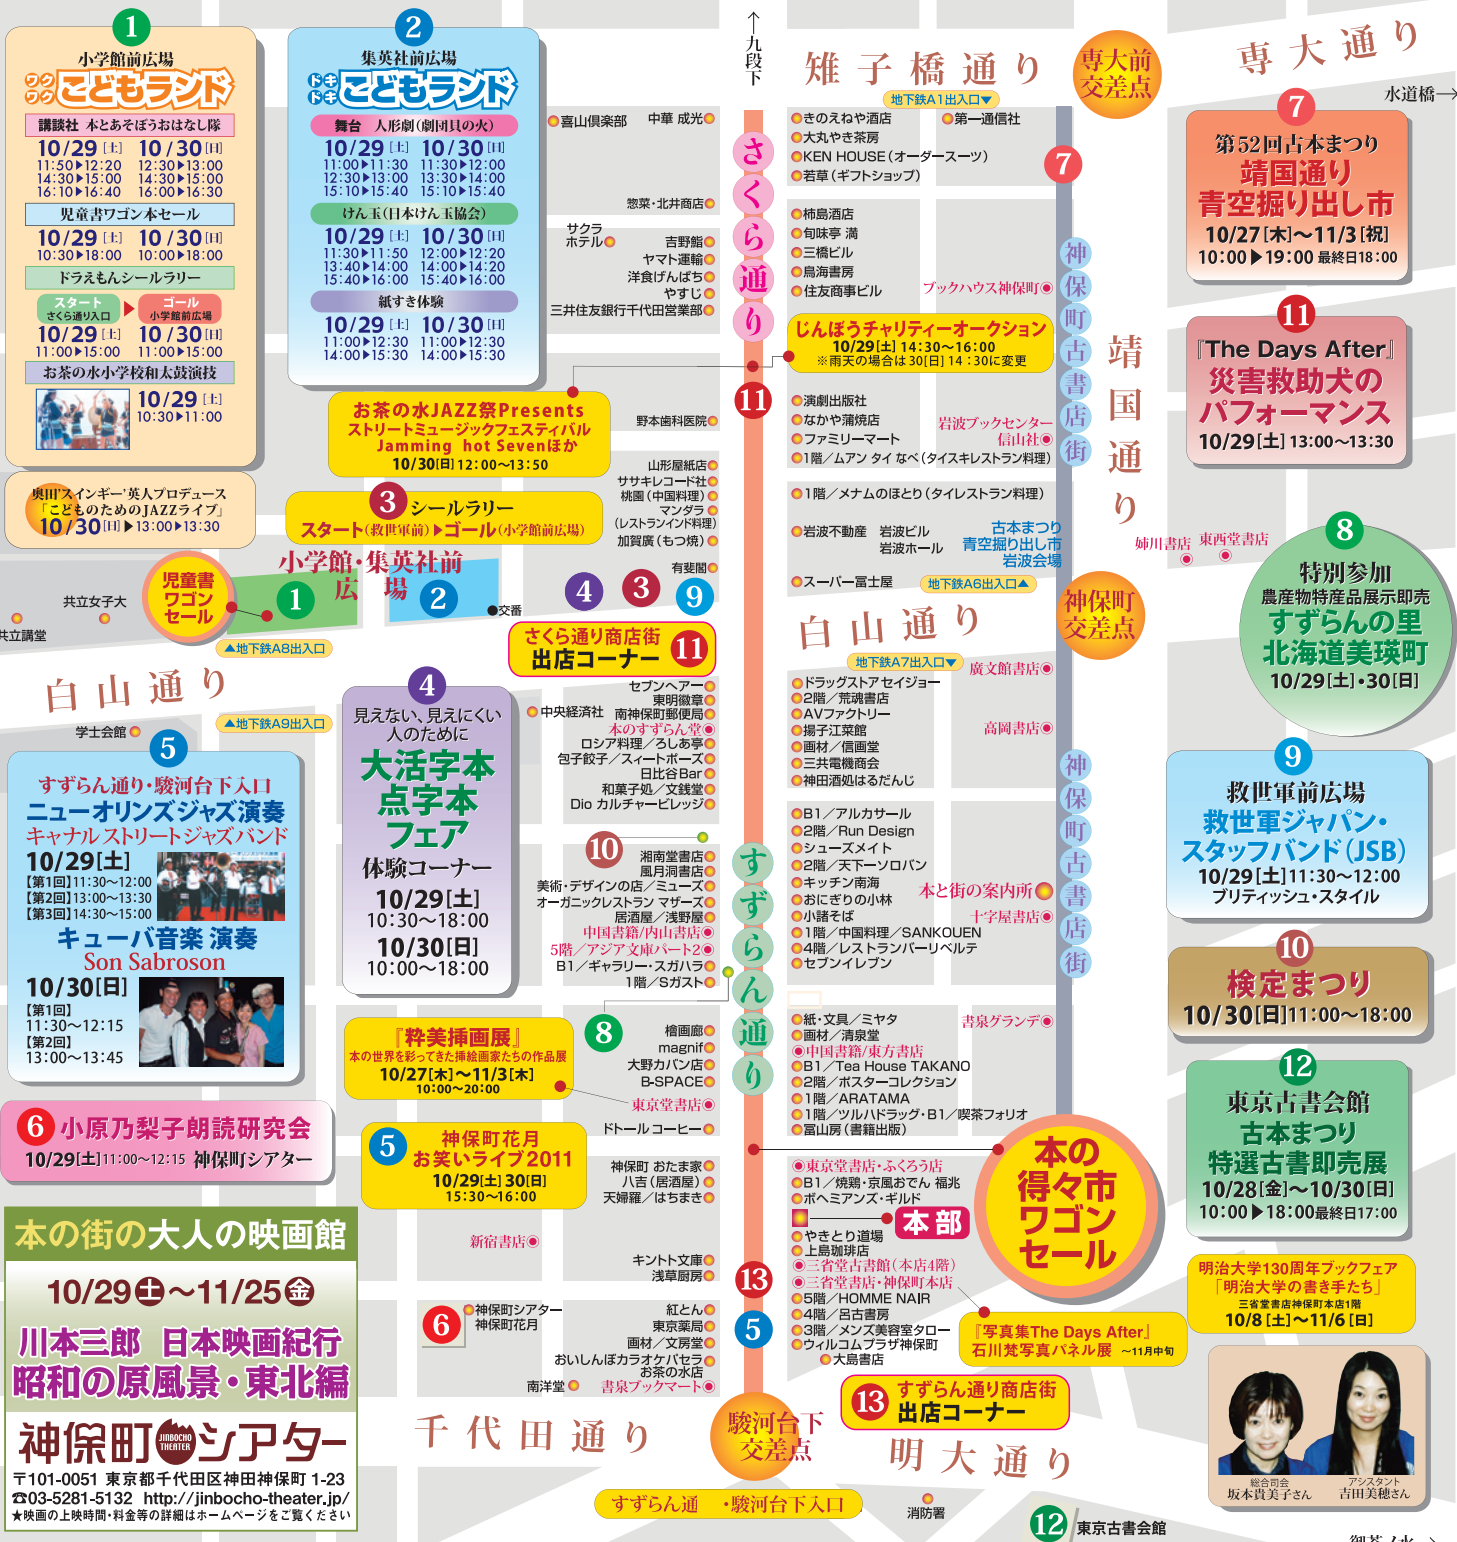 1
小学館前広場
ワクワク こどもランド
講談社 本とあそぼうおはなし隊
10/29 [土] 10/30 [日]
11:50▶12:20 12:30▶13:00
14:30▶15:00 14:30▶15:00
16:10▶16:40 16:00▶16:30
児童書ワゴン本セール
10/29 [土] 10/30 [日]
10:30▶18:00 10:00▶18:00
ドラえもんシールラリー
スタート さくら通り入口 ▶ ゴール 小学館前広場
10/29 [土] 10/30 [日]
11:00▶15:00 11:00▶15:00
お茶の水小学校和太鼓演技
10/29 [土]
10:30▶11:00
奥田'スインギー'英人プロデュース
「こどものためのJAZZライブ」
10/30[日]▶13:00▶13:30
2
集英社前広場
ドキドキ こどもランド
舞台 人形劇(劇団貝の火)
10/29 [土] 10/30 [日]
11:00▶11:30 11:30▶12:00
12:30▶13:00 13:30▶14:00
15:10▶15:40 15:10▶15:40
けん玉(日本けん玉協会)
10/29 [土] 10/30 [日]
11:30▶11:50 12:00▶12:20
13:40▶14:00 14:00▶14:20
15:40▶16:00 16:00▶16:20
紙すき体験
10/29 [土] 10/30 [日]
11:00▶12:30 11:00▶12:30
14:00▶15:30 14:00▶15:30
お茶の水JAZZ祭Presents
ストリートミュージックフェスティバル
Jamming hot Sevenほか
10/30[日]12:00〜13:50
3 シールラリー
スタート(救世軍前)▶ゴール(小学館前広場)
小学館・集英社前
広 場
児童書
ワゴン
セール
1
2
●交番
4
3
9
共立女子大
共立講堂
▲地下鉄A8出入口
白山通り
▲地下鉄A9出入口
学士会館
さくら通り商店街
出店コーナー 11
4
見えない、見えにくい
人のために
大活字本
点字本
フェア
体験コーナー
10/29[土]
10:30〜18:00
10/30[日]
10:00〜18:00
5
すずらん通り・駿河台下入口
ニューオリンズジャズ演奏
キャナルストリートジャズバンド
10/29[土]
【第1回】11:30〜12:00
【第2回】13:00〜13:30
【第3回】14:30〜15:00
キューバ音楽 演奏
Son Sabroson
10/30[日]
【第1回】
11:30〜12:15
【第2回】
13:00〜13:45
6 小原乃梨子朗読研究会
10/29[土]11:00〜12:15 神保町シアター
『粋美挿画展』
本の世界を彩ってきた挿絵画家たちの作品展
10/27[木]〜11/3[木]
10:00〜20:00
5 神保町花月
お笑いライブ2011
10/29[土] 30[日]
15:30〜16:00
本の街の大人の映画館
10/29土〜11/25金
川本三郎 日本映画紀行
昭和の原風景・東北編
神保町シアター
JINBOCHO THEATER
〒101-0051 東京都千代田区神田神保町 1-23
☎03-5281-5132 http://jinbocho-theater.jp/
★映画の上映時間・料金等の詳細はホームページをご覧ください
↑九段下
さくら通り
喜山倶楽部 中華 成光
惣菜・北井商店
サクラ
ホテル
吉野鮨
ヤマト運輸
洋食げんぱち
やすじ
三井住友銀行千代田営業部
11
野本歯科医院
山形屋紙店
ササキレコード社
桃園(中国料理)
マンダラ
(レストランインド料理)
加賀廣(もつ焼)
有斐閣
セブンヘアー
東明徽章
中央経済社 南神保町郵便局
本のすずらん堂
ロシア料理/ろしあ亭
包子餃子/スィートポーズ
日比谷Bar
和菓子処/文銭堂
Dio カルチャービレッジ
10
湘南堂書店
風月洞書店
美術・デザインの店/ミューズ
オーガニックレストラン マザーズ
居酒屋/浅野屋
中国書籍/内山書店
5階/アジア文庫パート2
B1/ギャラリー・スガハラ
1階/Sガスト
すずらん通り
8
檜画廊
magnif
大野カバン店
B-SPACE
東京堂書店
ドトール コーヒー
神保町 おたま家
八吉(居酒屋)
天婦羅/はちまき
新宿書店
キントト文庫
浅草厨房
13
6
神保町シアター
神保町花月
紅とん
東京薬局
画材/文房堂
おいしんぼカラオケパセラ
お茶の水店
南洋堂 書泉ブックマート
5
千代田通り
駿河台下
交差点
すずらん通 ・駿河台下入口
明大通り
消防署
12 東京古書会館
雉子橋通り
地下鉄A1出入口▼
専大前
交差点
専大通り
水道橋→
きのえねや酒店 第一通信社
大丸やき茶房
KEN HOUSE(オーダースーツ)
若草(ギフトショップ)
柿島酒店
旬味亭 満
三橋ビル
鳥海書房
住友商事ビル
ブックハウス神保町
じんぼうチャリティーオークション
10/29[土] 14:30〜16:00
※雨天の場合は30[日] 14:30に変更
演劇出版社
なかや蒲焼店
ファミリーマート
1階/ムアン タイ なべ(タイスキレストラン料理)
岩波ブックセンター
信山社
1階/メナムのほとり(タイレストラン料理)
岩波不動産 岩波ビル
岩波ホール
古本まつり
青空掘り出し市
岩波会場
スーパー富士屋
地下鉄A6出入口▲
7
神保町古書店街
靖国通り
神保町
交差点
白山通り
地下鉄A7出入口▼
廣文館書店
ドラッグストアセイジョー
2階/荒魂書店
AVファクトリー
揚子江菜館
画材/信画堂
三共電機商会
神田酒処はるだんじ
高岡書店
B1/アルカサール
2階/Run Design
シューズメイト
2階/天下一ソロバン
キッチン南海
おにぎりの小林
小諸そば
1階/中国料理/SANKOUEN
4階/レストランバーリベルテ
セブンイレブン
本と街の案内所
十字屋書店
神保町古書店街
紙・文具/ミヤタ
画材/清泉堂
中国書籍/東方書店
B1/Tea House TAKANO
2階/ポスターコレクション
1階/ARATAMA
1階/ツルハドラッグ・B1/喫茶フォリオ
冨山房(書籍出版)
書泉グランデ
本の
得々市
ワゴン
セール
東京堂書店・ふくろう店
B1/焼鶏・京風おでん 福兆
ボヘミアンズ・ギルド
本部
やきとり道場
上島珈琲店
三省堂古書館(本店4階)
三省堂書店・神保町本店
5階/HOMME NAIR
4階/呂古書房
3階/メンズ美容室タロー
ウィルコムプラザ神保町
大島書店
『写真集The Days After』
石川梵写真パネル展 〜11月中旬
13 すずらん通り商店街
出店コーナー
7
第52回古本まつり
靖国通り
青空掘り出し市
10/27[木]〜11/3[祝]
10:00▶19:00 最終日18:00
11
『The Days After』
災害救助犬の
パフォーマンス
10/29[土] 13:00〜13:30
姉川書店 東西堂書店
8
特別参加
農産物特産品展示即売
すずらんの里
北海道美瑛町
10/29[土]・30[日]
9
救世軍前広場
救世軍ジャパン・
スタッフバンド(JSB)
10/29[土]11:30〜12:00
ブリティッシュ・スタイル
10
検定まつり
10/30[日]11:00〜18:00
12
東京古書会館
古本まつり
特選古書即売展
10/28[金]〜10/30[日]
10:00▶18:00最終日17:00
明治大学130周年ブックフェア
「明治大学の書き手たち」
三省堂書店神保町本店1階
10/8 [土]〜11/6 [日]
総合司会
坂本貴美子さん
アシスタント
吉田美穂さん